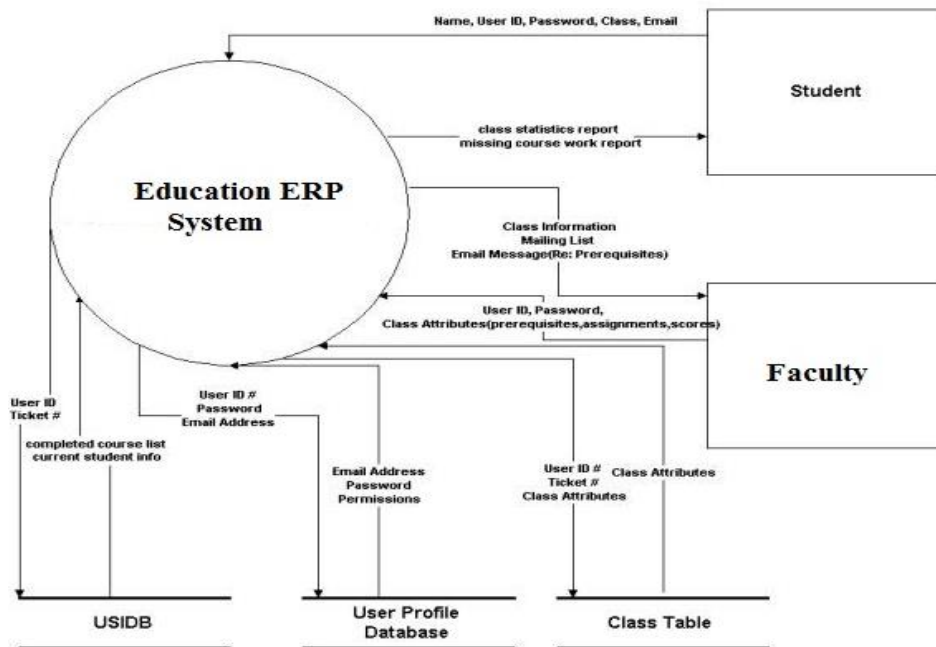 Name, User ID, Password, Class, Email
Student
class statistics report
missing course work report
Education ERP
System
Class Information
Mailing List
Email Message(Re: Prerequisites)
User ID, Password,
Class Attributes(prerequisites,assignments,scores)
Faculty
User ID
Ticket #
completed course list
current student info
User ID #
Password
Email Address
Email Address
Password
Permissions
User ID #
Ticket #
Class Attributes
Class Attributes
USIDB
User Profile
Database
Class Table